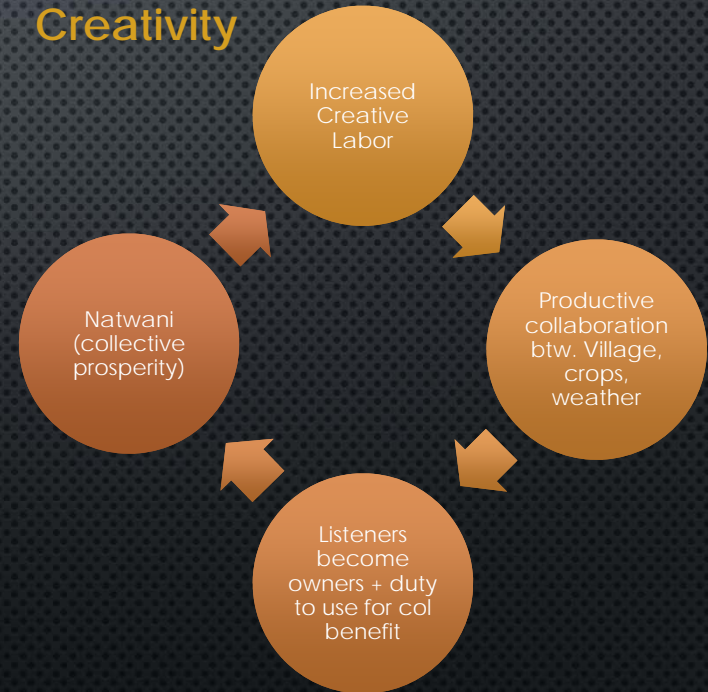 Creativity
Increased
Creative
Labor
Productive
collaboration
btw. Village,
crops,
weather
Listeners
become
owners + duty
to use for col
benefit
Natwani
(collective
prosperity)